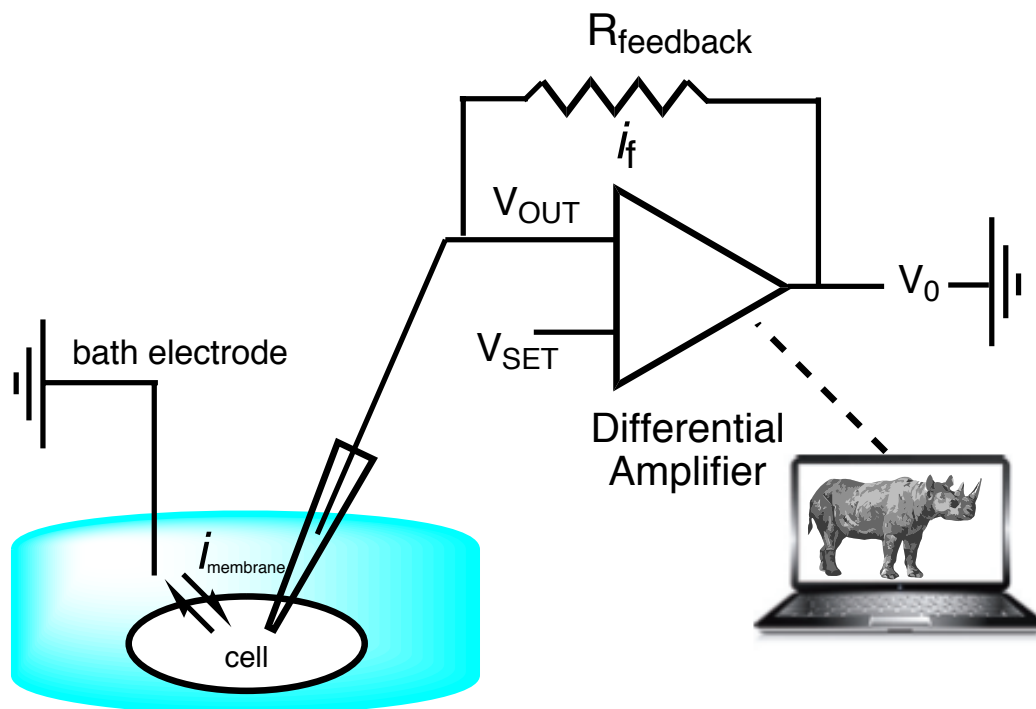 Rfeedback
if
VOUT
V0
VSET
bath electrode
Differential
Amplifier
imembrane
cell